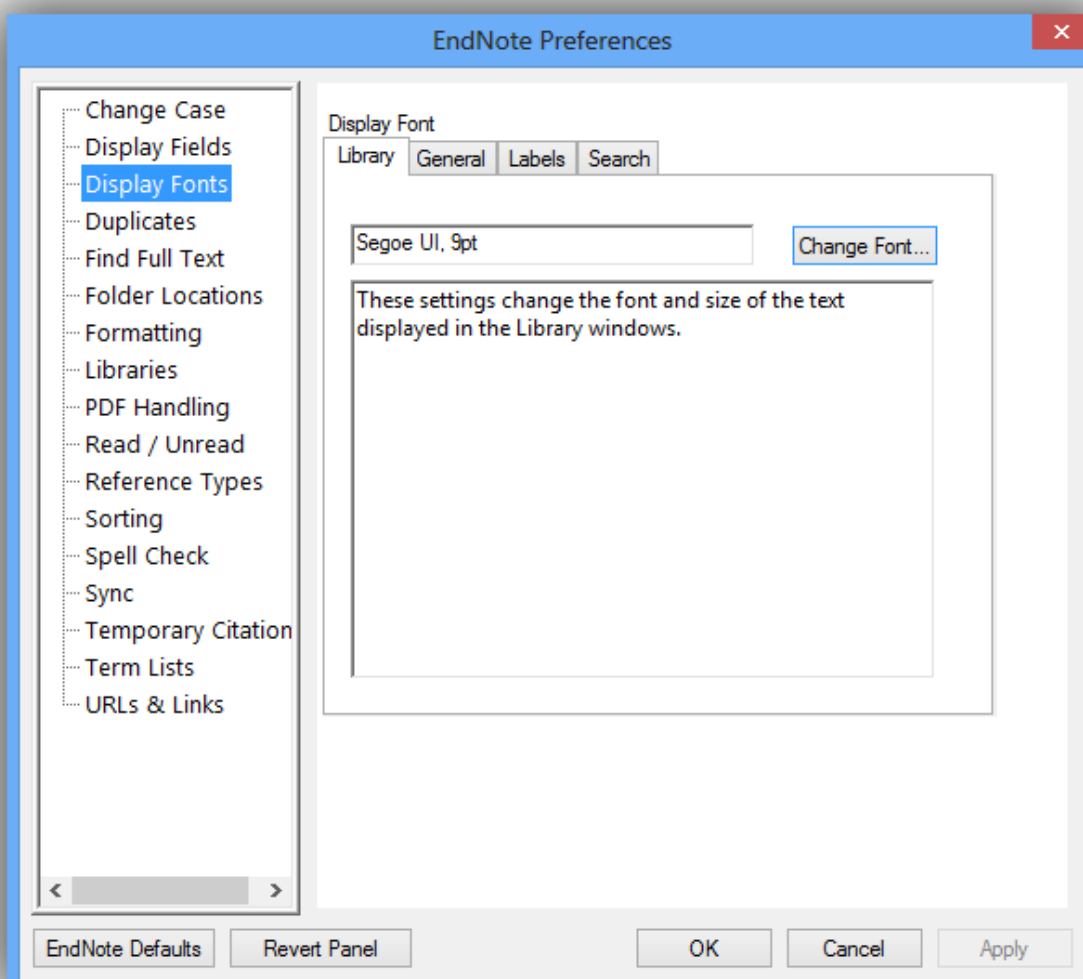 EndNote Preferences
Change Case
Display Fields
Display Fonts
Duplicates
Find Full Text
Folder Locations
Formatting
Libraries
PDF Handling
Read / Unread
Reference Types
Sorting
Spell Check
Sync
Temporary Citation
Term Lists
URLs & Links
Display Font
Library General Labels Search
Segoe UI, 9pt Change Font...
These settings change the font and size of the text
displayed in the Library windows.
EndNote Defaults Revert Panel OK Cancel Apply